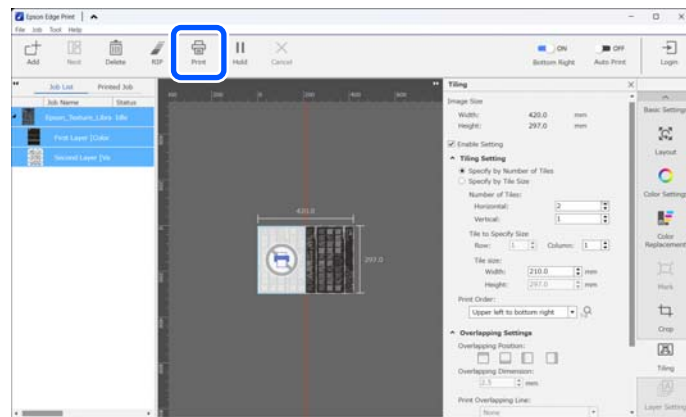 Epson Edge Print
File Job Tool Help
Add Nest Delete RIP Print Hold Cancel
ON OFF
Bottom Right Auto Print Login
Job List Printed Job
Job Name Status
Epson_Texture_Libra Idle
First Layer [Color
Second Layer [Va
420.0
297.0
Tiling
Image Size
Width: 420.0 mm
Height: 297.0 mm
Enable Setting
Tiling Setting
Specify by Number of Tiles
Specify by Tile Size
Number of Tiles:
Horizontal: 2
Vertical: 1
Tile to Specify Size
Row: 1 Column: 1
Tile size:
Width: 210.0 mm
Height: 297.0 mm
Print Order:
Upper left to bottom right
Overlapping Settings
Overlapping Position:
Overlapping Dimension:
2.5 mm
Print Overlapping Line:
None
Basic Settings
Layout
Color Settings
Color
Replacement
Mark
Crop
Tiling
Layer Setting